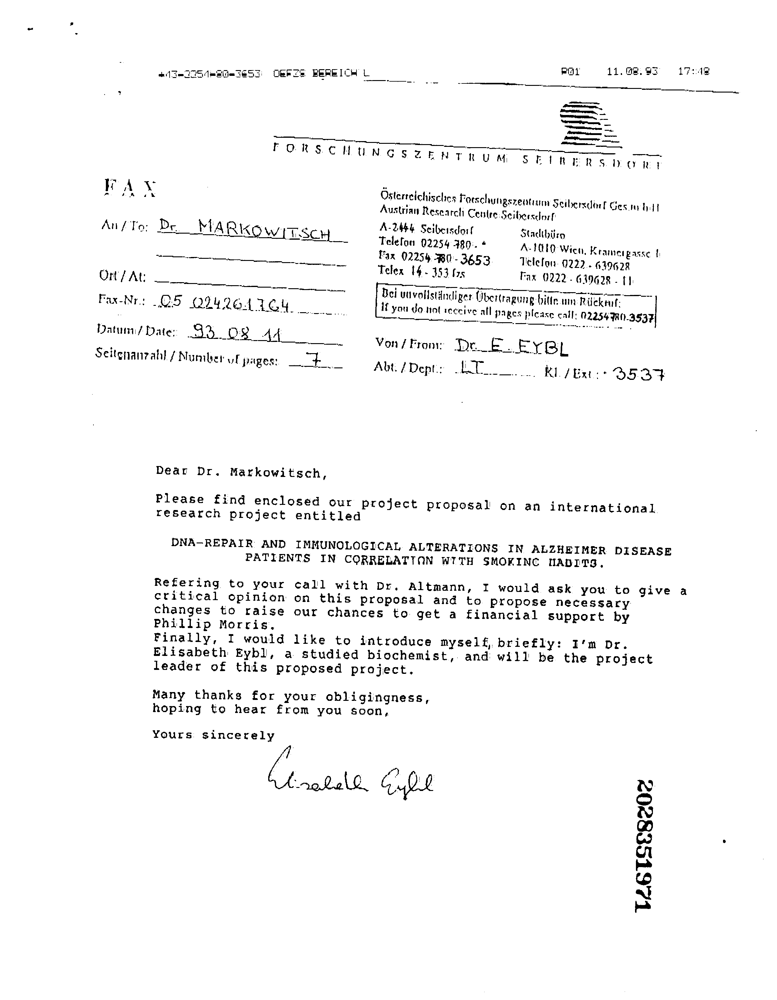 +43-2254-80-3653 OEFZS BEREICH L P01 11.08.93 17:48
FORSCHUNGSZENTRUM SEIBERSDORF
FAX
Österreichisches Forschungszentrum Seibersdorf Ges.m.b.H
Austrian Research Centre Seibersdorf
An / To: Dr. MARKOWITSCH
A-2444 Seibersdorf
Telefon 02254-780 - *
Fax 02254-780 - 3653
Telex 14 - 353 fzs
Stadtbüro
A-1010 Wien, Kramergasse 1
Telefon 0222 - 639628
Fax 0222 - 639628 - 11
Ort / At:
Fax-Nr.: 05 0224261764
Bei unvollständiger Übertragung bitte um Rückruf:
If you do not receive all pages please call: 02254780.3537
Datum / Date: 93 08 11
Seitenanzahl / Number of pages: 7
Von / From: Dr. E. EYBL
Abt. / Dept.: LT Kl. / Ext.: · 3537
Dear Dr. Markowitsch,
Please find enclosed our project proposal on an international
research project entitled
DNA-REPAIR AND IMMUNOLOGICAL ALTERATIONS IN ALZHEIMER DISEASE
PATIENTS IN CORRELATION WITH SMOKING HABITS.
Refering to your call with Dr. Altmann, I would ask you to give a
critical opinion on this proposal and to propose necessary
changes to raise our chances to get a financial support by
Phillip Morris.
Finally, I would like to introduce myself, briefly: I'm Dr.
Elisabeth Eybl, a studied biochemist, and will be the project
leader of this proposed project.
Many thanks for your obligingness,
hoping to hear from you soon,
Yours sincerely
Elisabeth Eybl
2028351971